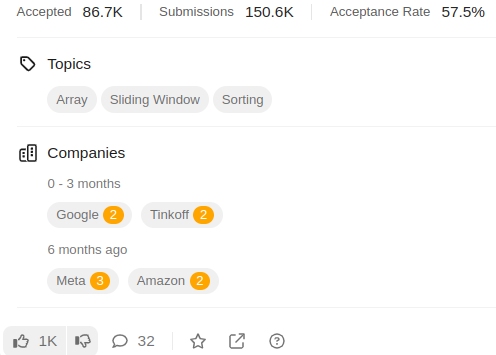 Accepted 86.7K Submissions 150.6K Acceptance Rate 57.5%
Topics
Array Sliding Window Sorting
Companies
0 - 3 months
Google 2 Tinkoff 2
6 months ago
Meta 3 Amazon 2
1K 32